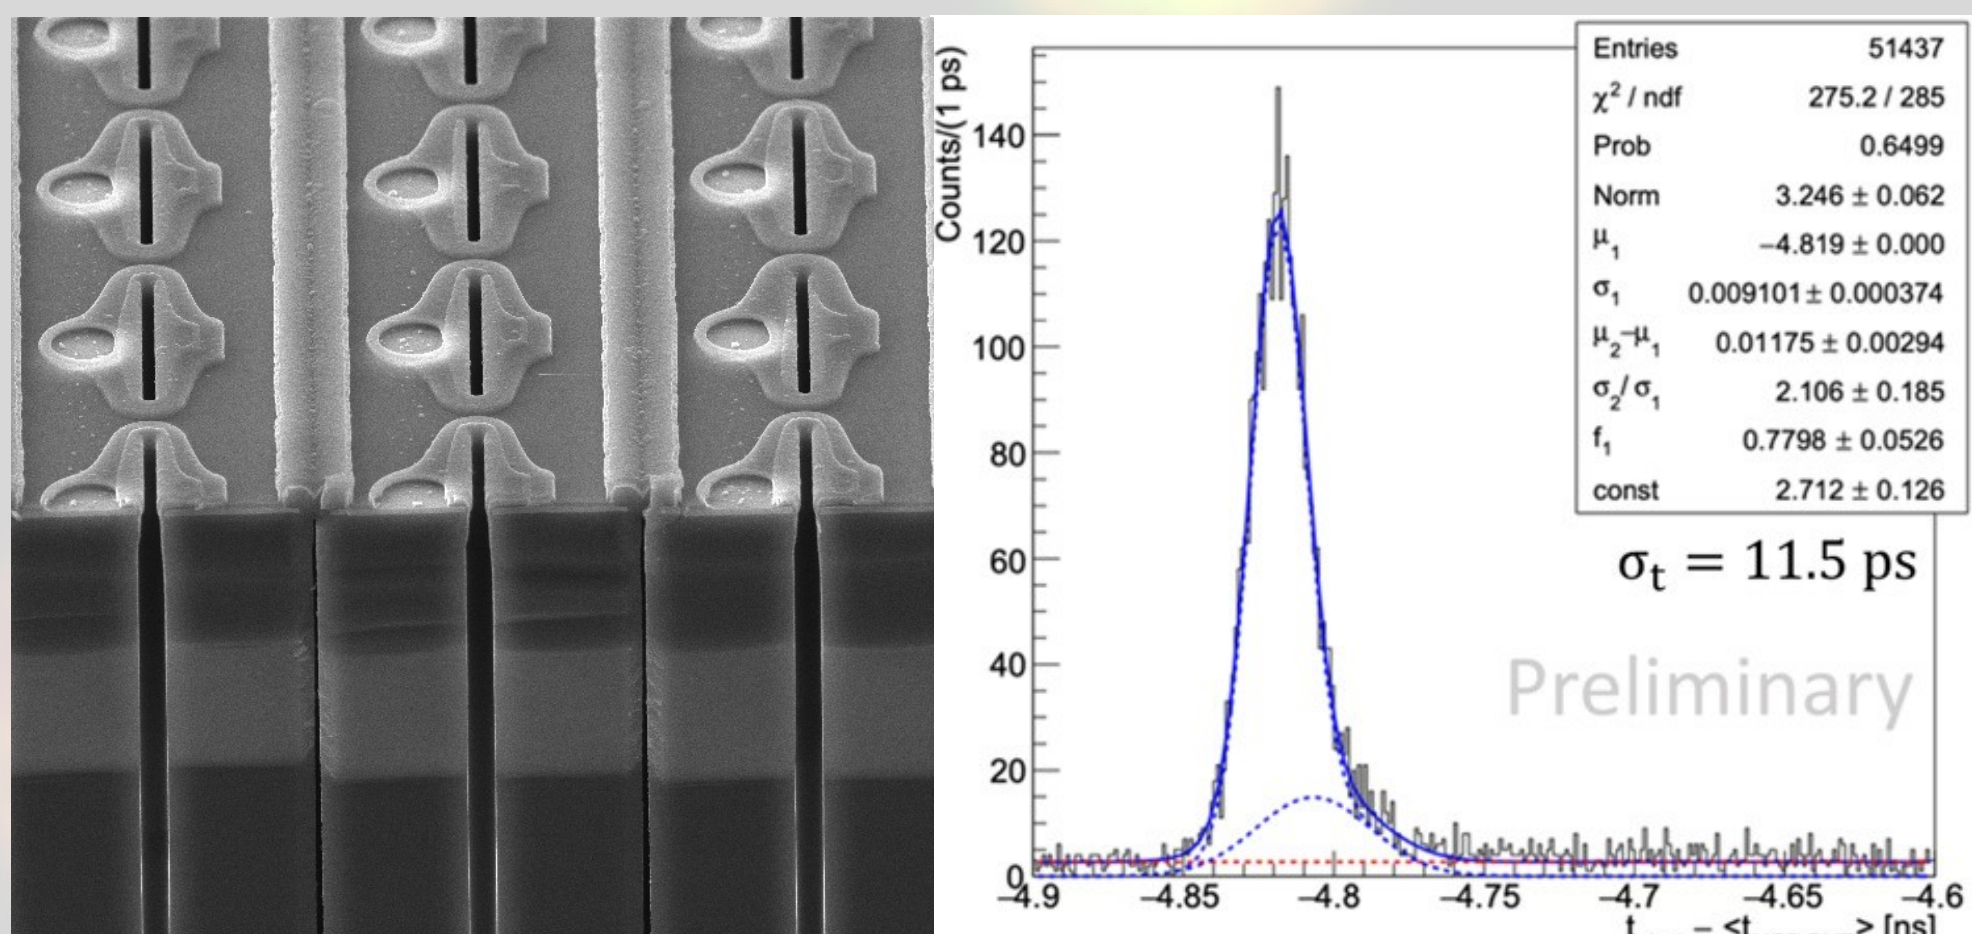 Counts/(1 ps)
140
120
100
80
60
40
20
0
−4.9 −4.85 −4.8 −4.75 −4.7 −4.65 −4.6
[ns]
Entries 51437
χ² / ndf 275.2 / 285
Prob 0.6499
Norm 3.246 ± 0.062
μ₁ −4.819 ± 0.000
σ₁ 0.009101 ± 0.000374
μ₂−μ₁ 0.01175 ± 0.00294
σ₂/σ₁ 2.106 ± 0.185
f₁ 0.7798 ± 0.0526
const 2.712 ± 0.126
σₜ = 11.5 ps
Preliminary